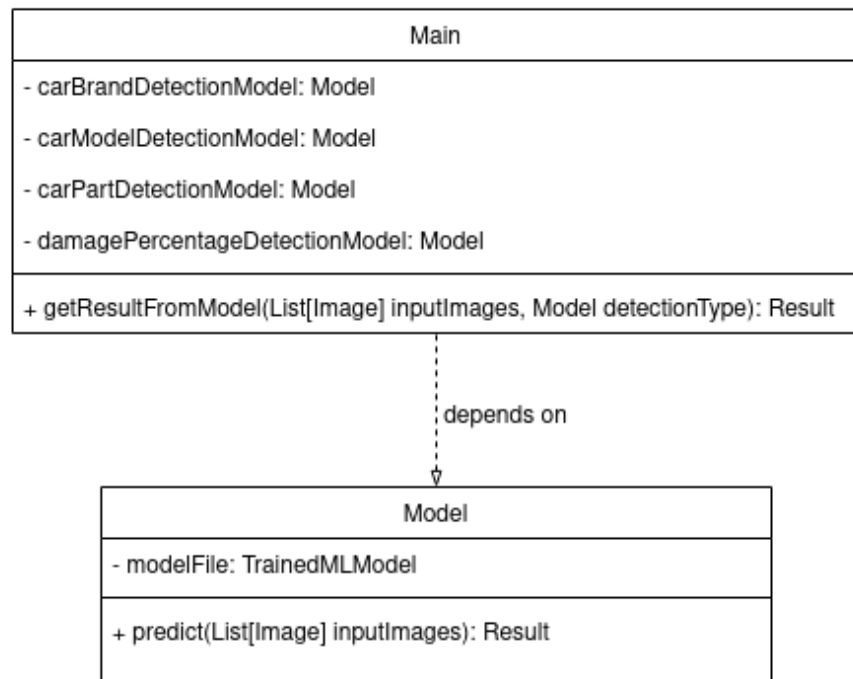 Main
- carBrandDetectionModel: Model
- carModelDetectionModel: Model
- carPartDetectionModel: Model
- damagePercentageDetectionModel: Model
+ getResultFromModel(List[Image] inputImages, Model detectionType): Result
depends on
Model
- modelFile: TrainedMLModel
+ predict(List[Image] inputImages): Result